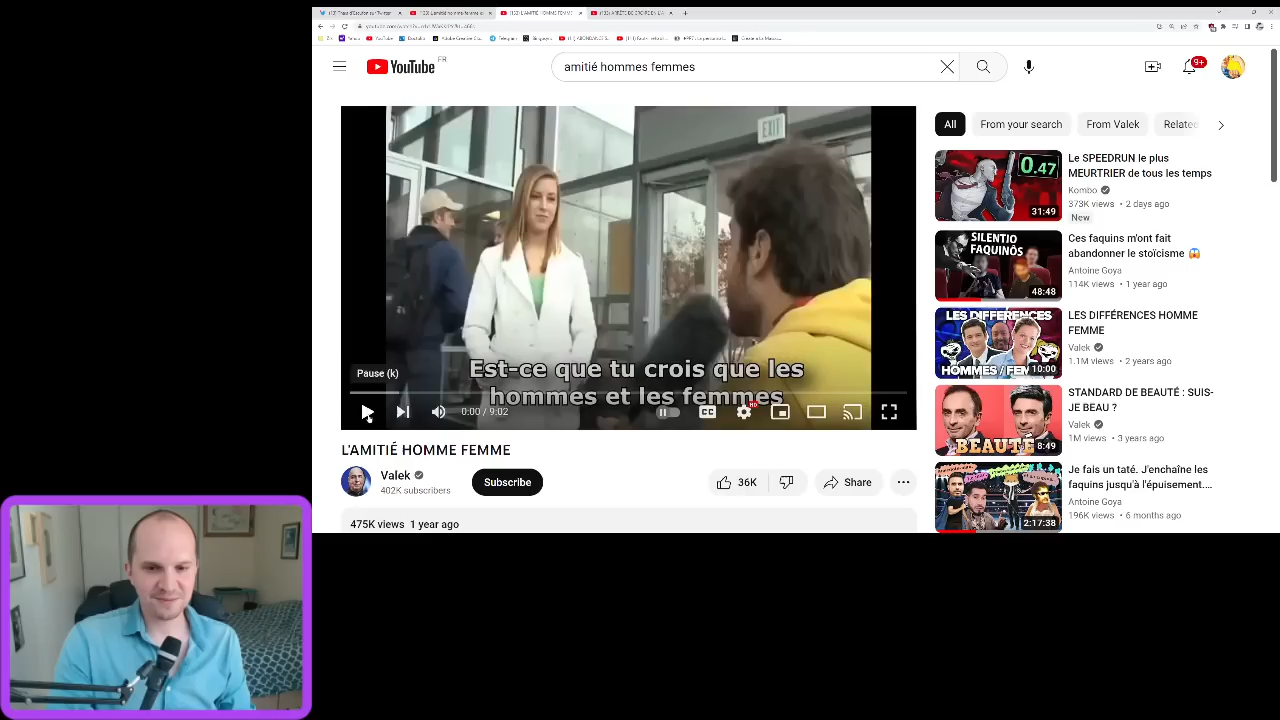 YouTube FR
amitié hommes femmes
9+
EXIT
Est-ce que tu crois que les
hommes et les femmes
Pause (k)
0:00 / 9:02
CC
HD
L'AMITIÉ HOMME FEMME
Valek
402K subscribers
Subscribe
36K
Share
475K views 1 year ago
All
From your search
From Valek
Related
0.47
31:49
Le SPEEDRUN le plus
MEURTRIER de tous les temps
Kombo
373K views • 2 days ago
New
SILENTIO
FAQUINÔS
48:48
Ces faquins m'ont fait
abandonner le stoïcisme 😱
Antoine Goya
114K views • 1 year ago
LES DIFFÉRENCES
HOMMES / FEM
10:00
LES DIFFÉRENCES HOMME
FEMME
Valek
1.1M views • 2 years ago
BEAUTÉ
8:49
STANDARD DE BEAUTÉ : SUIS-
JE BEAU ?
Valek
1M views • 3 years ago
2:17:38
Je fais un taté. J'enchaîne les
faquins jusqu'à l'épuisement....
Antoine Goya
196K views • 6 months ago